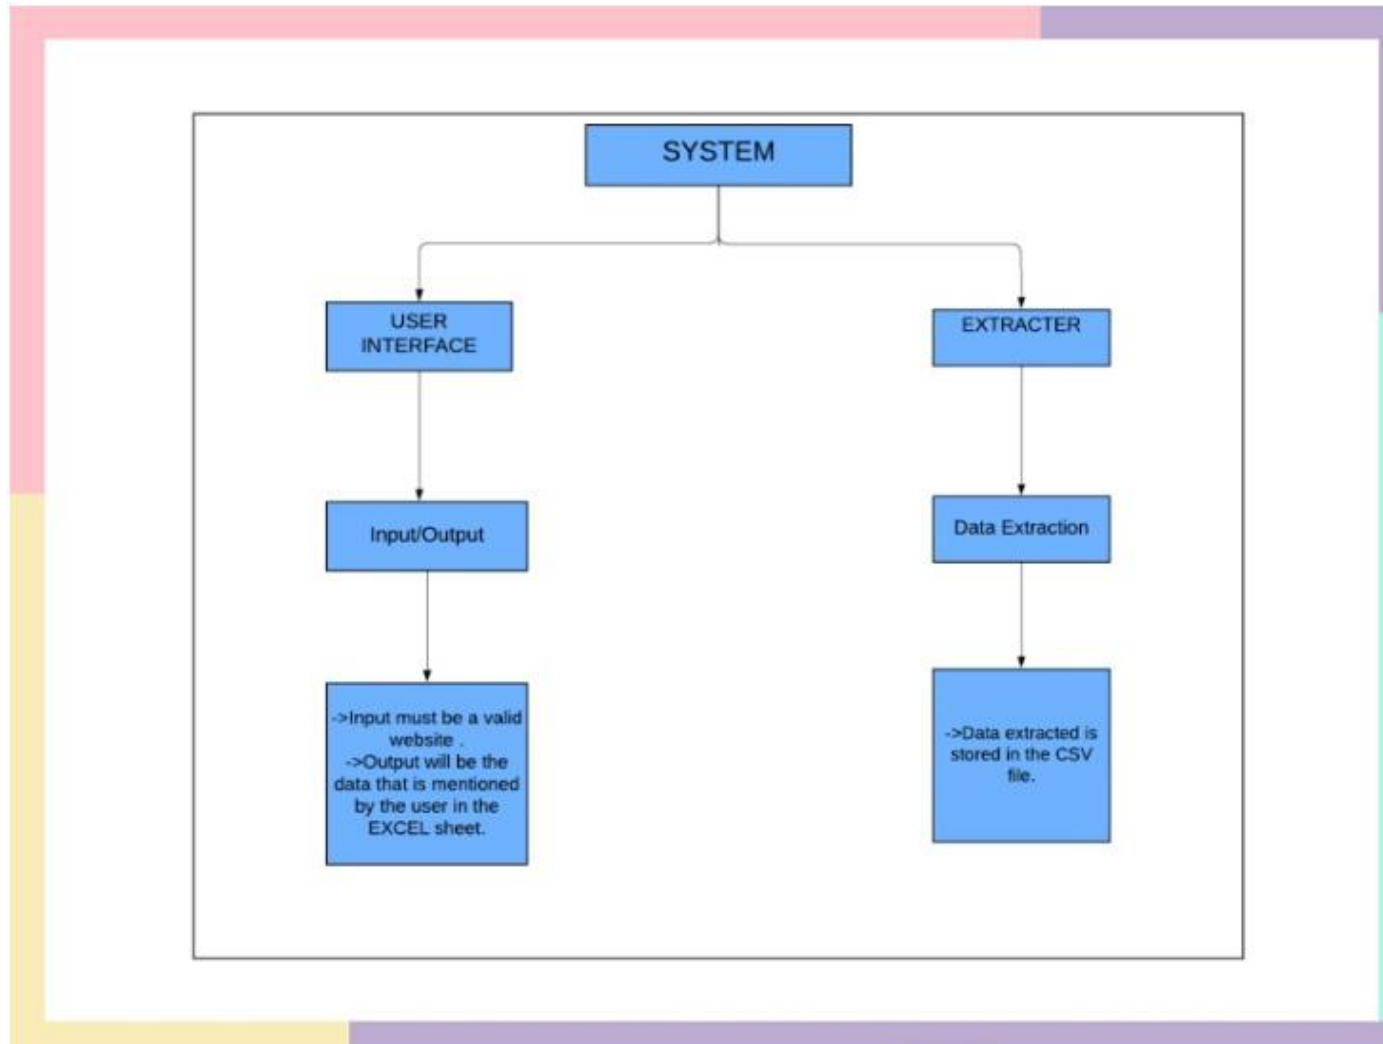 SYSTEM
USER
INTERFACE
EXTRACTER
Input/Output
Data Extraction
->Input must be a valid
website .
->Output will be the
data that is mentioned
by the user in the
EXCEL sheet.
->Data extracted is
stored in the CSV
file.